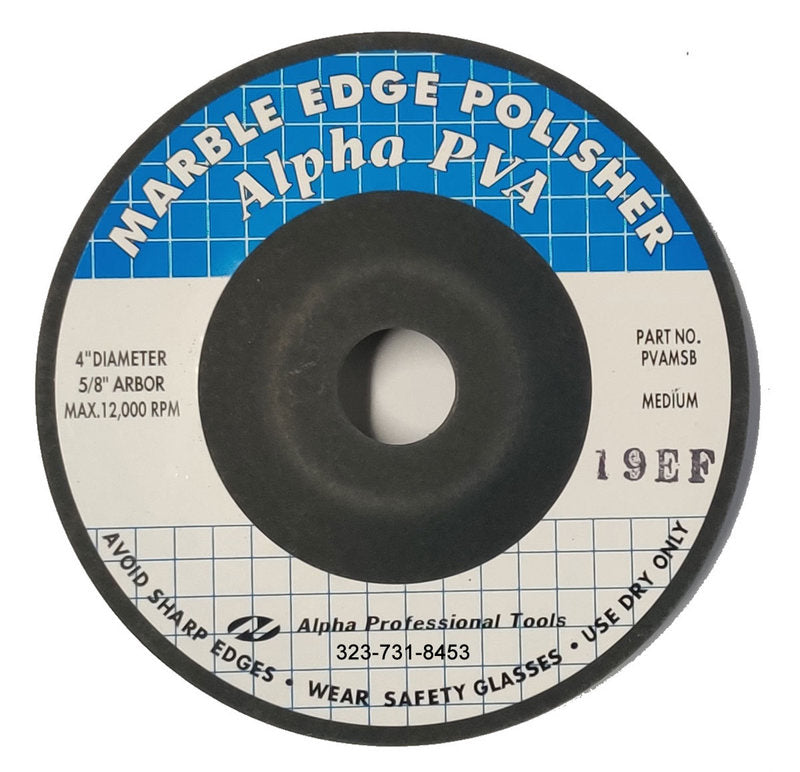 MARBLE EDGE POLISHER
Alpha PVA
4" DIAMETER
5/8" ARBOR
MAX.12,000 RPM
PART NO.
PVAMSB
MEDIUM
19EF
Alpha Professional Tools
323-731-8453
AVOID SHARP EDGES • WEAR SAFETY GLASSES • USE DRY ONLY